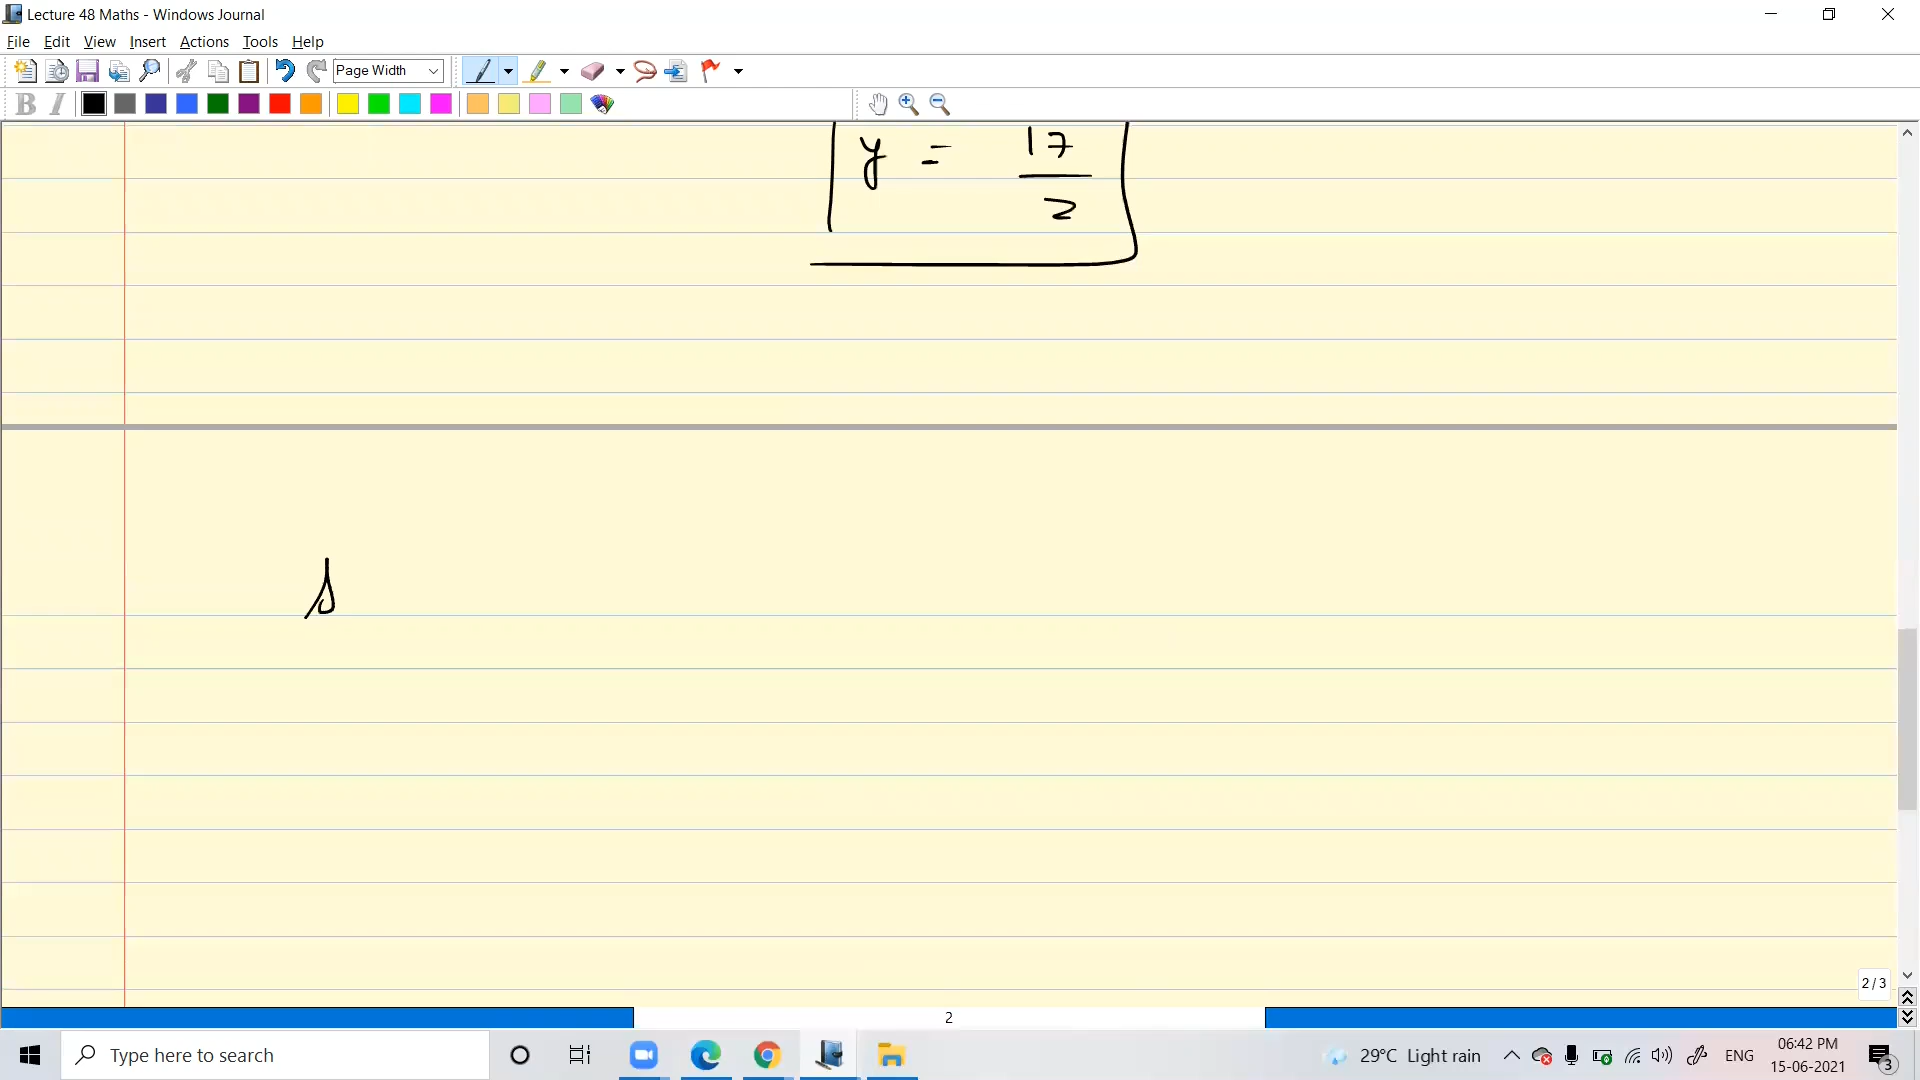 Lecture 48 Maths - Windows Journal
File Edit View Insert Actions Tools Help
Page Width
B I
y = 17/2
s
2 / 3
2
Type here to search
29°C Light rain
ENG
06:42 PM
15-06-2021
3